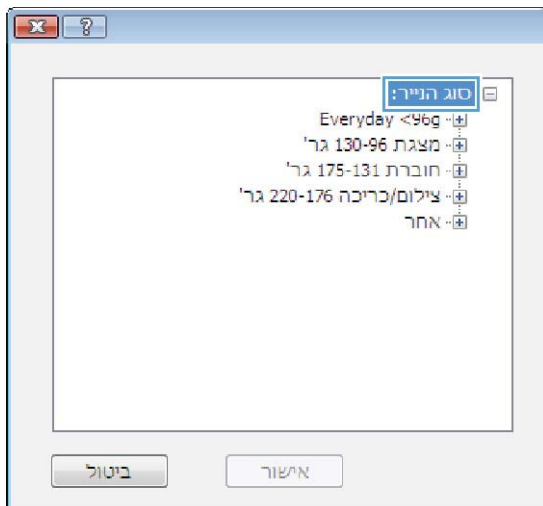 סוג הנייר:
Everyday <96g
מצגת 130-96 גר'
חוברת 175-131 גר'
צילום/כריכה 220-176 גר'
אחר
אישור
ביטול